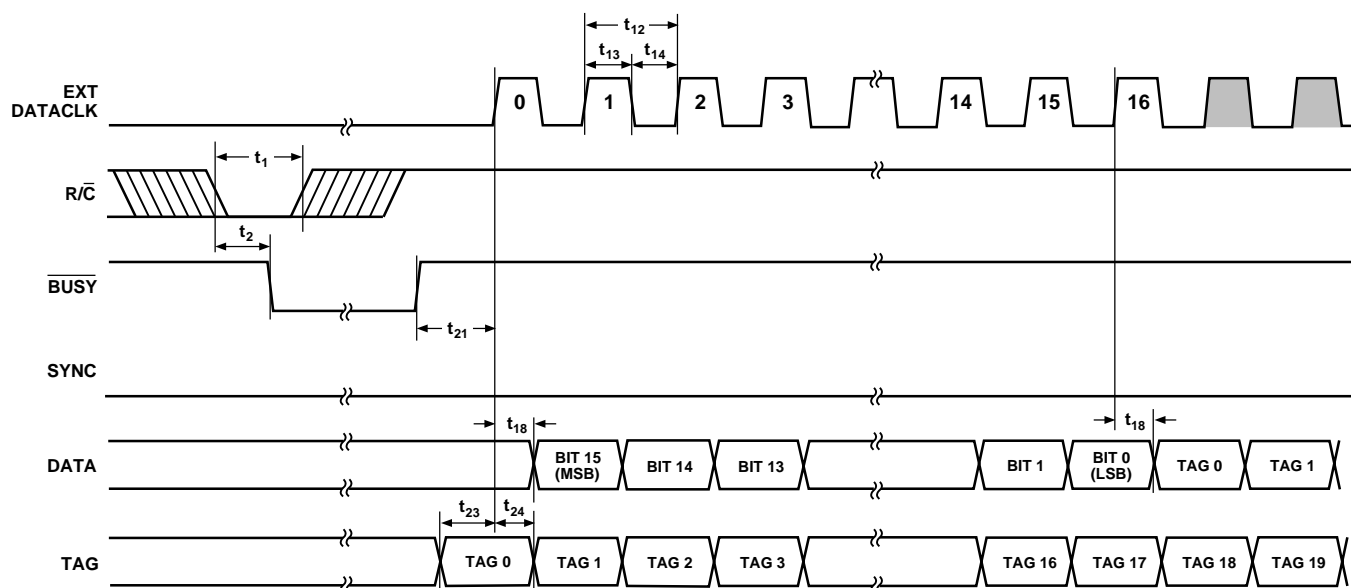 t12
t13 t14
EXT
DATACLK
0 1 2 3 14 15 16
t1
R/C̅
t2
B̅U̅S̅Y̅
t21
SYNC
t18 t18
DATA
BIT 15
(MSB)
BIT 14
BIT 13
BIT 1
BIT 0
(LSB)
TAG 0
TAG 1
t23 t24
TAG
TAG 0 TAG 1 TAG 2 TAG 3 TAG 16 TAG 17 TAG 18 TAG 19